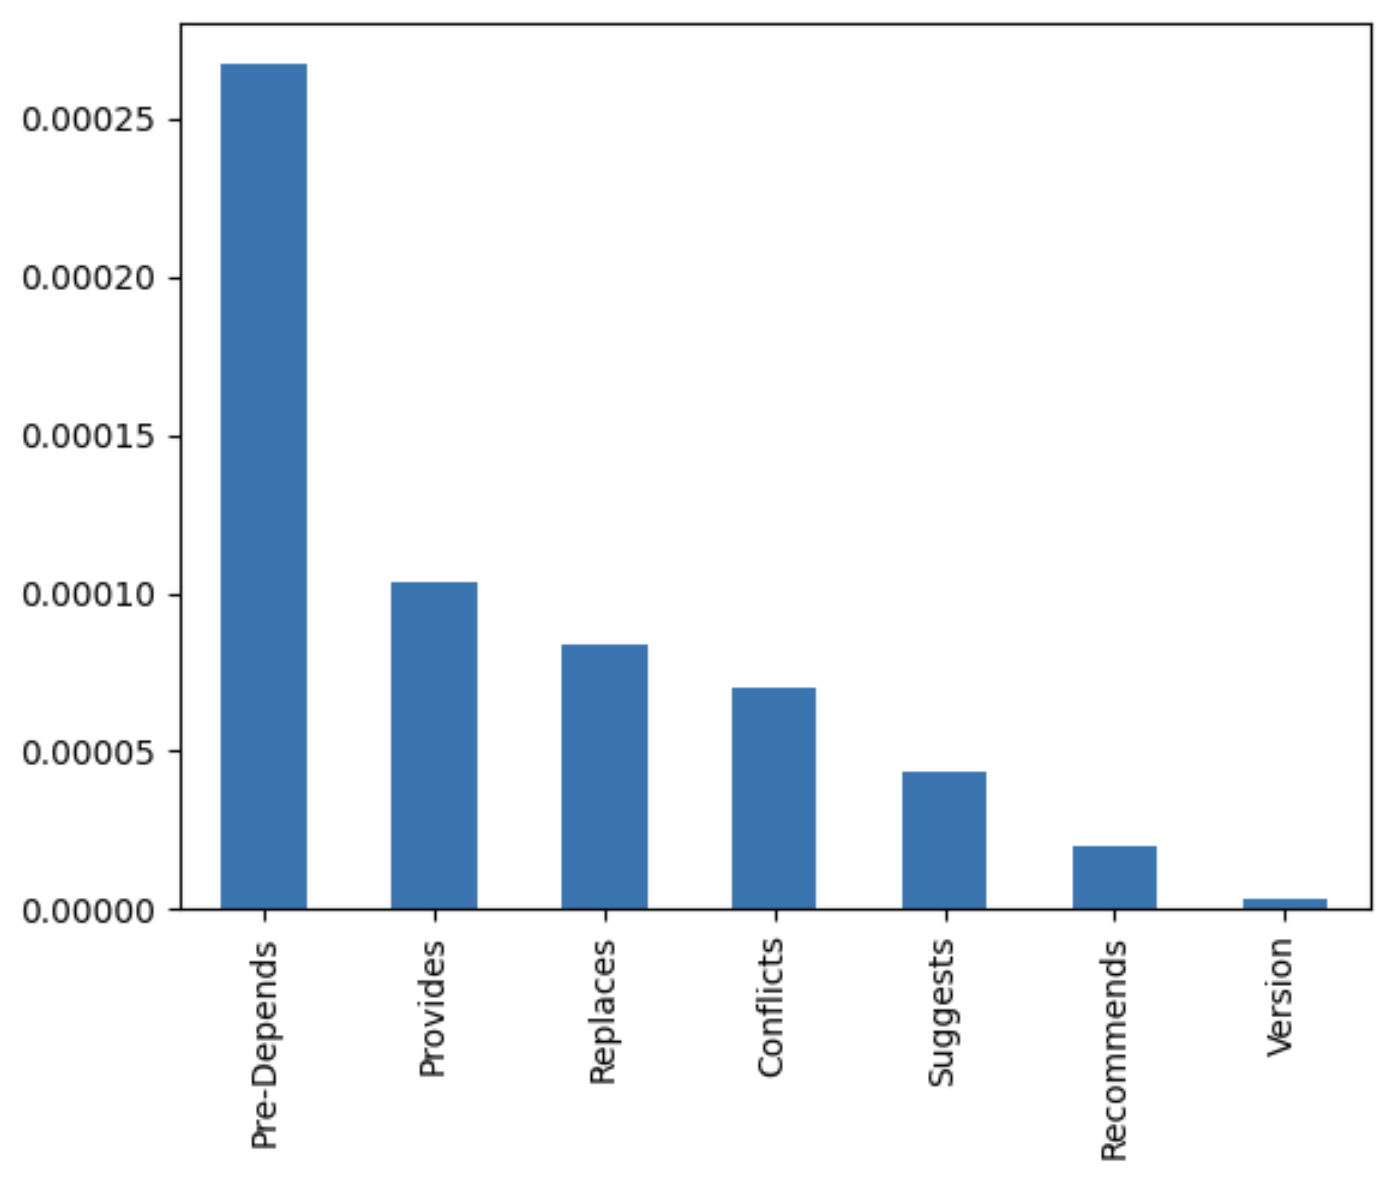 0.00025
0.00020
0.00015
0.00010
0.00005
0.00000
Pre-Depends
Provides
Replaces
Conflicts
Suggests
Recommends
Version